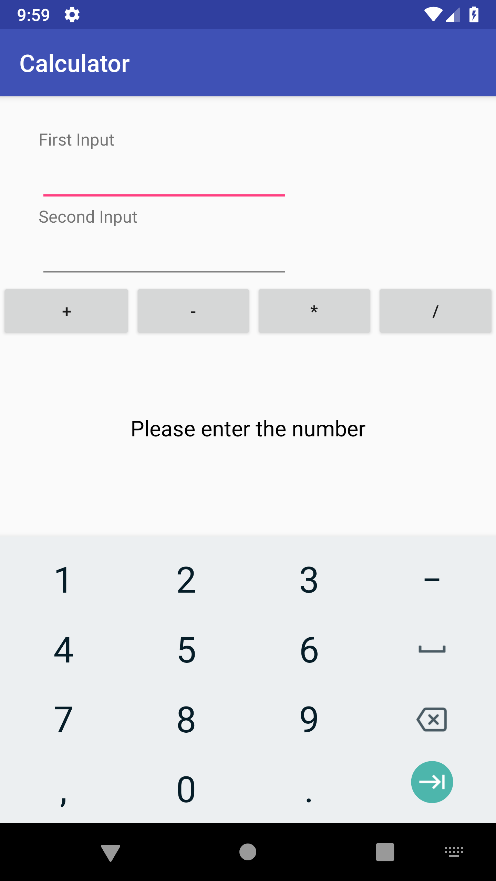 9:59
Calculator
First Input
Second Input
+ - * /
Please enter the number
1 2 3 -
4 5 6
7 8 9
, 0 .